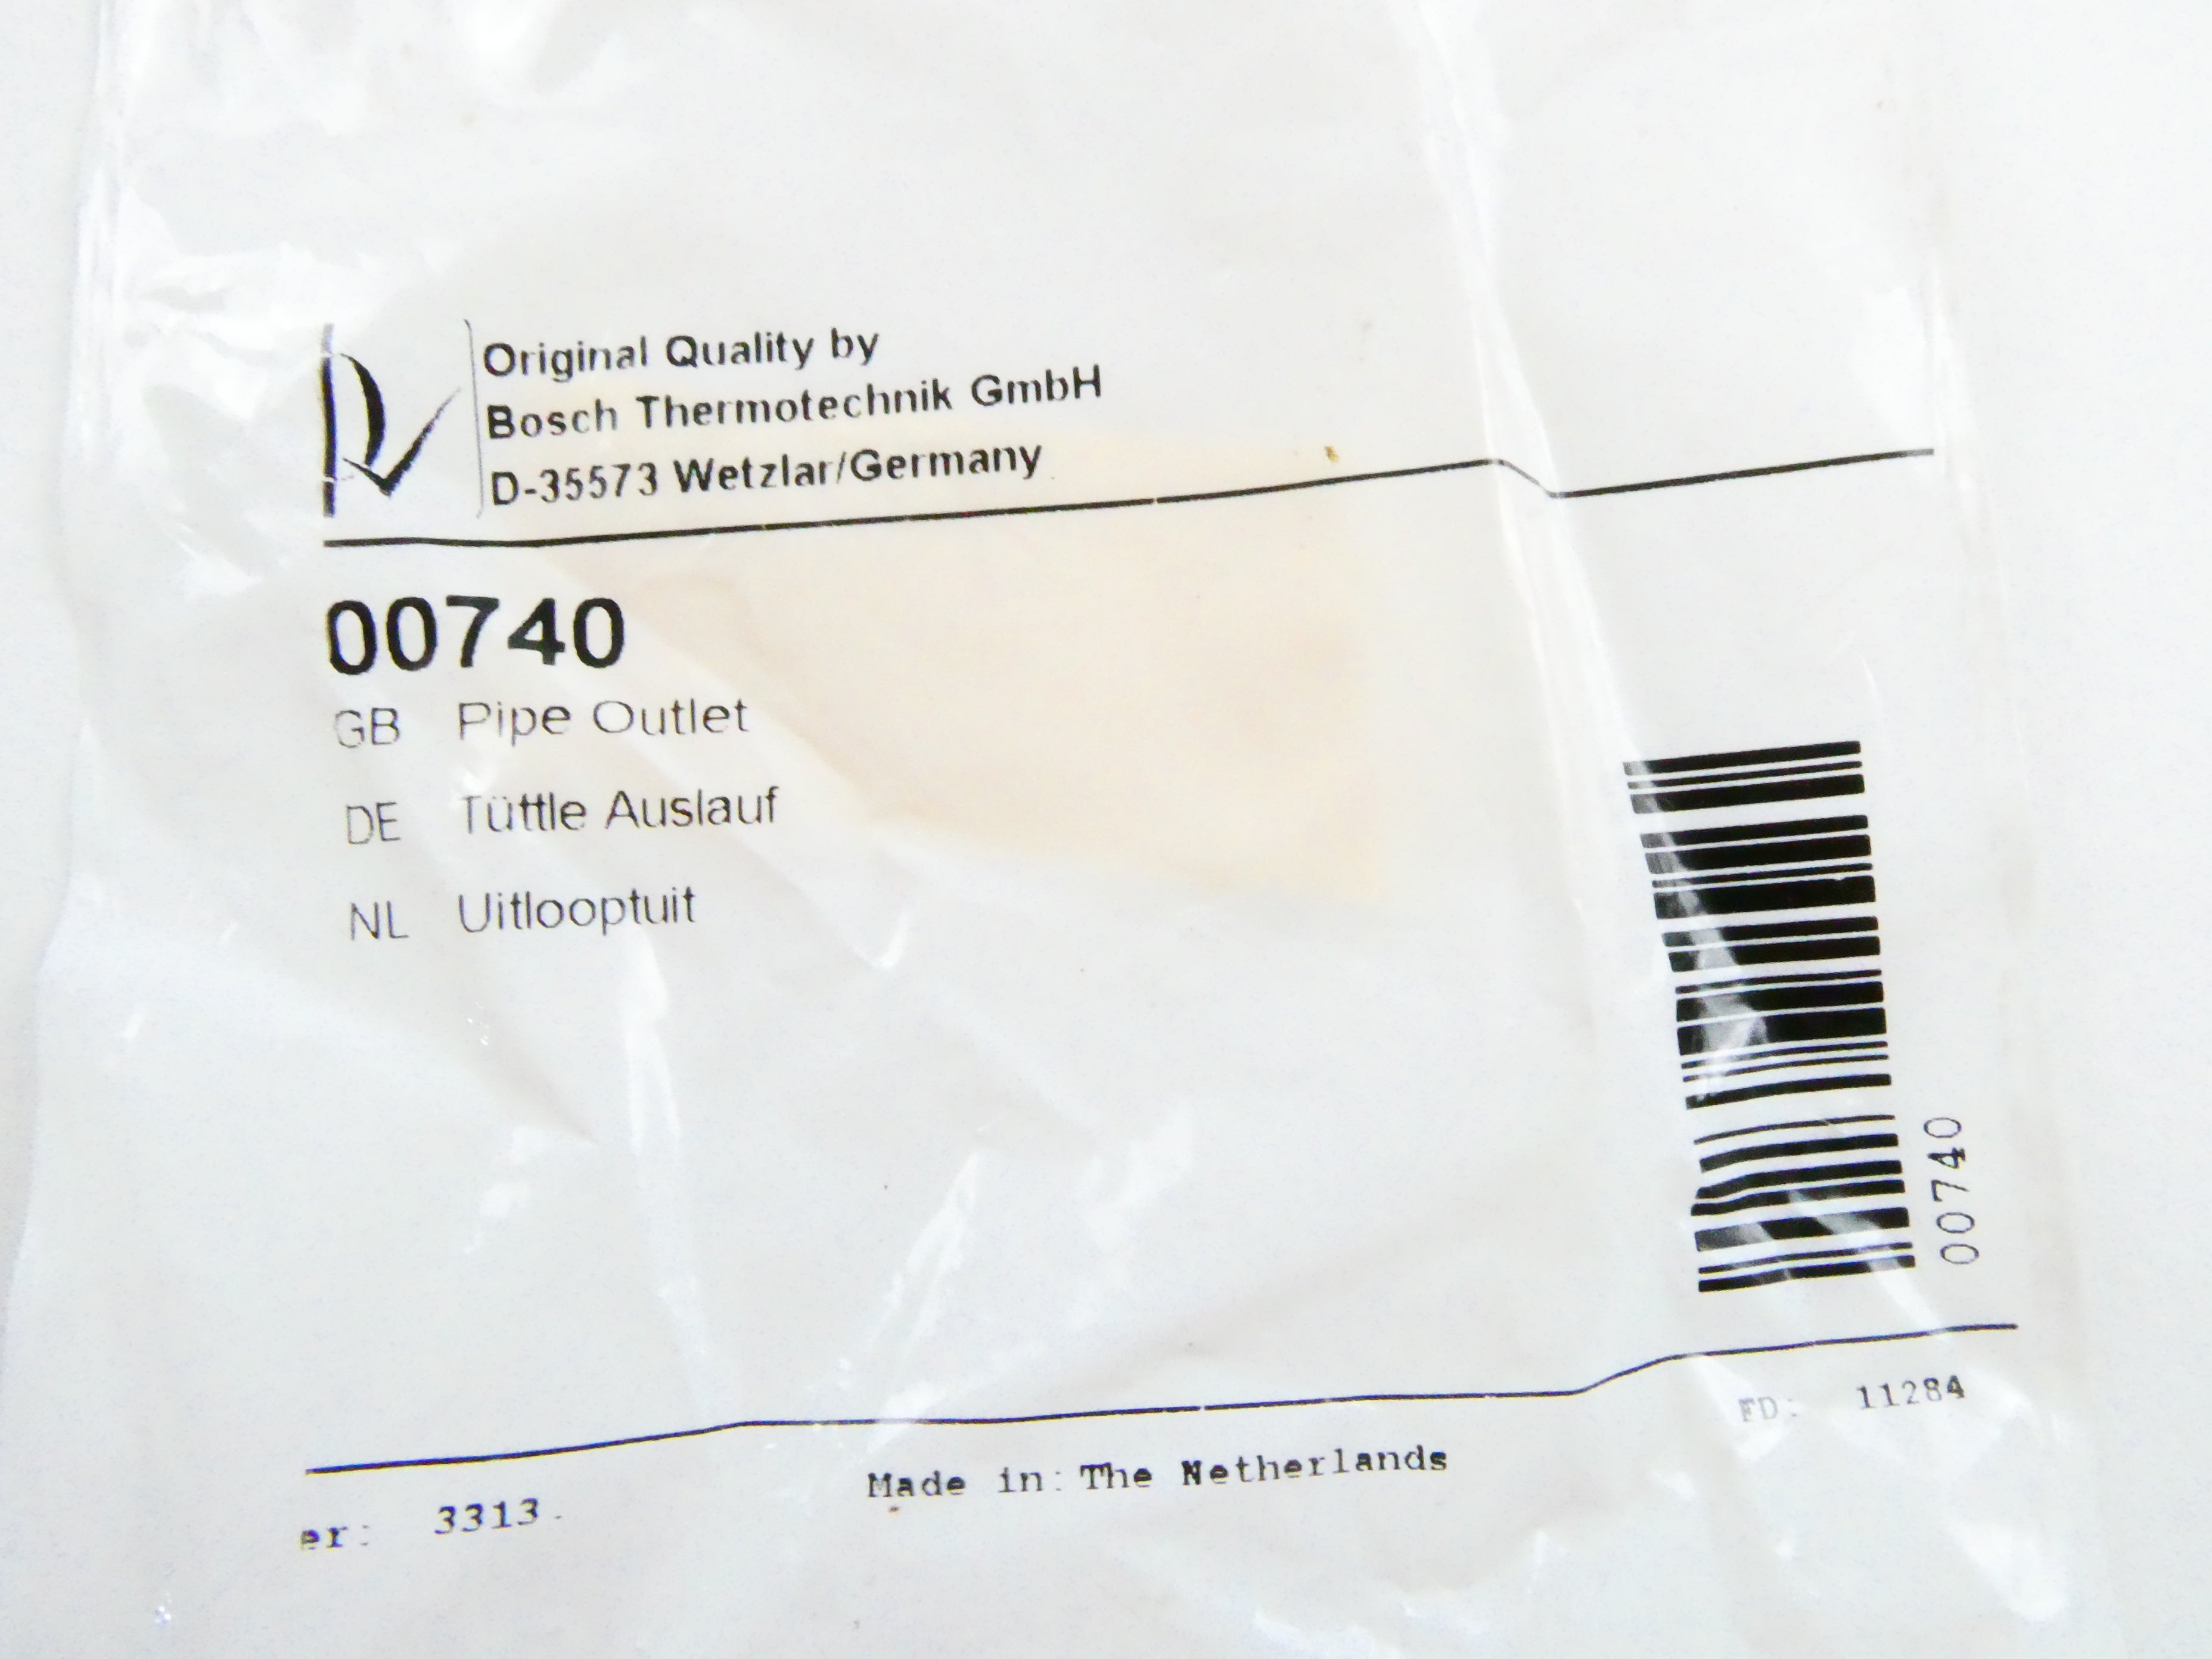 Original Quality by
Bosch Thermotechnik GmbH
D-35573 Wetzlar/Germany
00740
GB Pipe Outlet
DE Tüttle Auslauf
NL Uitlooptuit
00740
FD: 11284
er: 3313. Made in: The Netherlands